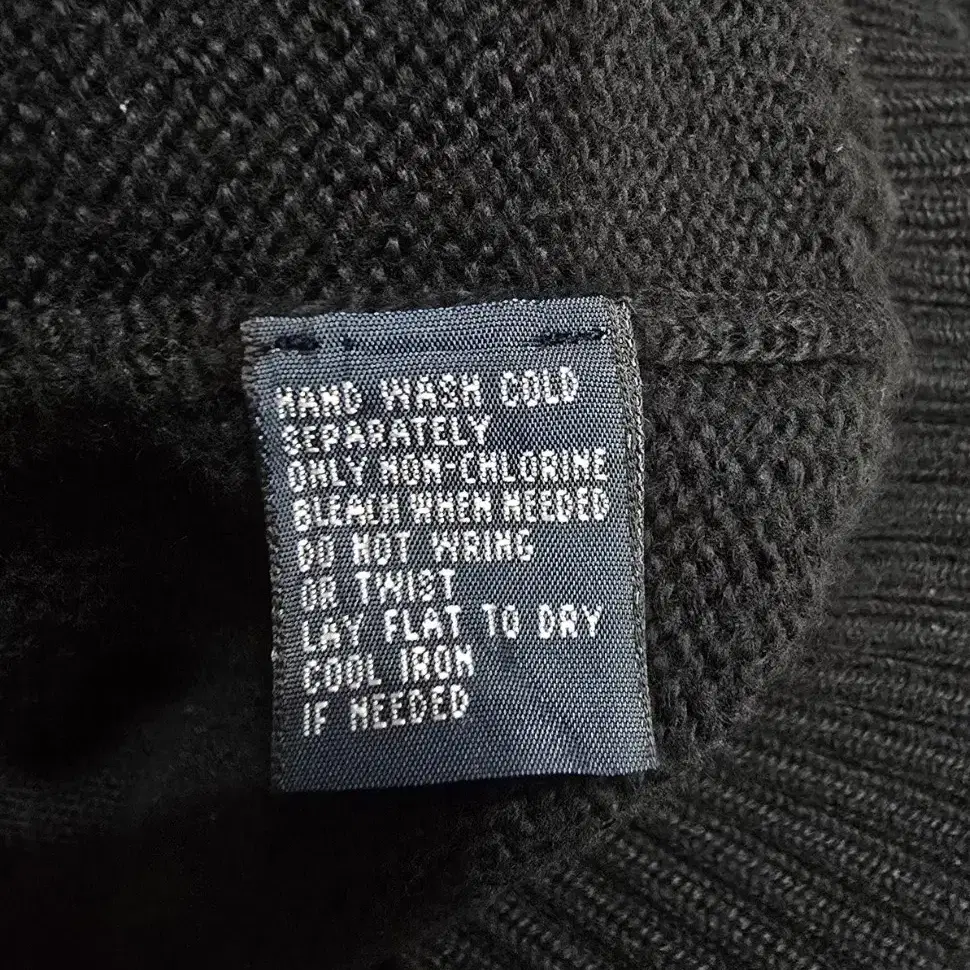 HAND WASH COLD
SEPARATELY
ONLY NON-CHLORINE
BLEACH WHEN NEEDED
DO NOT WRING
OR TWIST
LAY FLAT TO DRY
COOL IRON
IF NEEDED